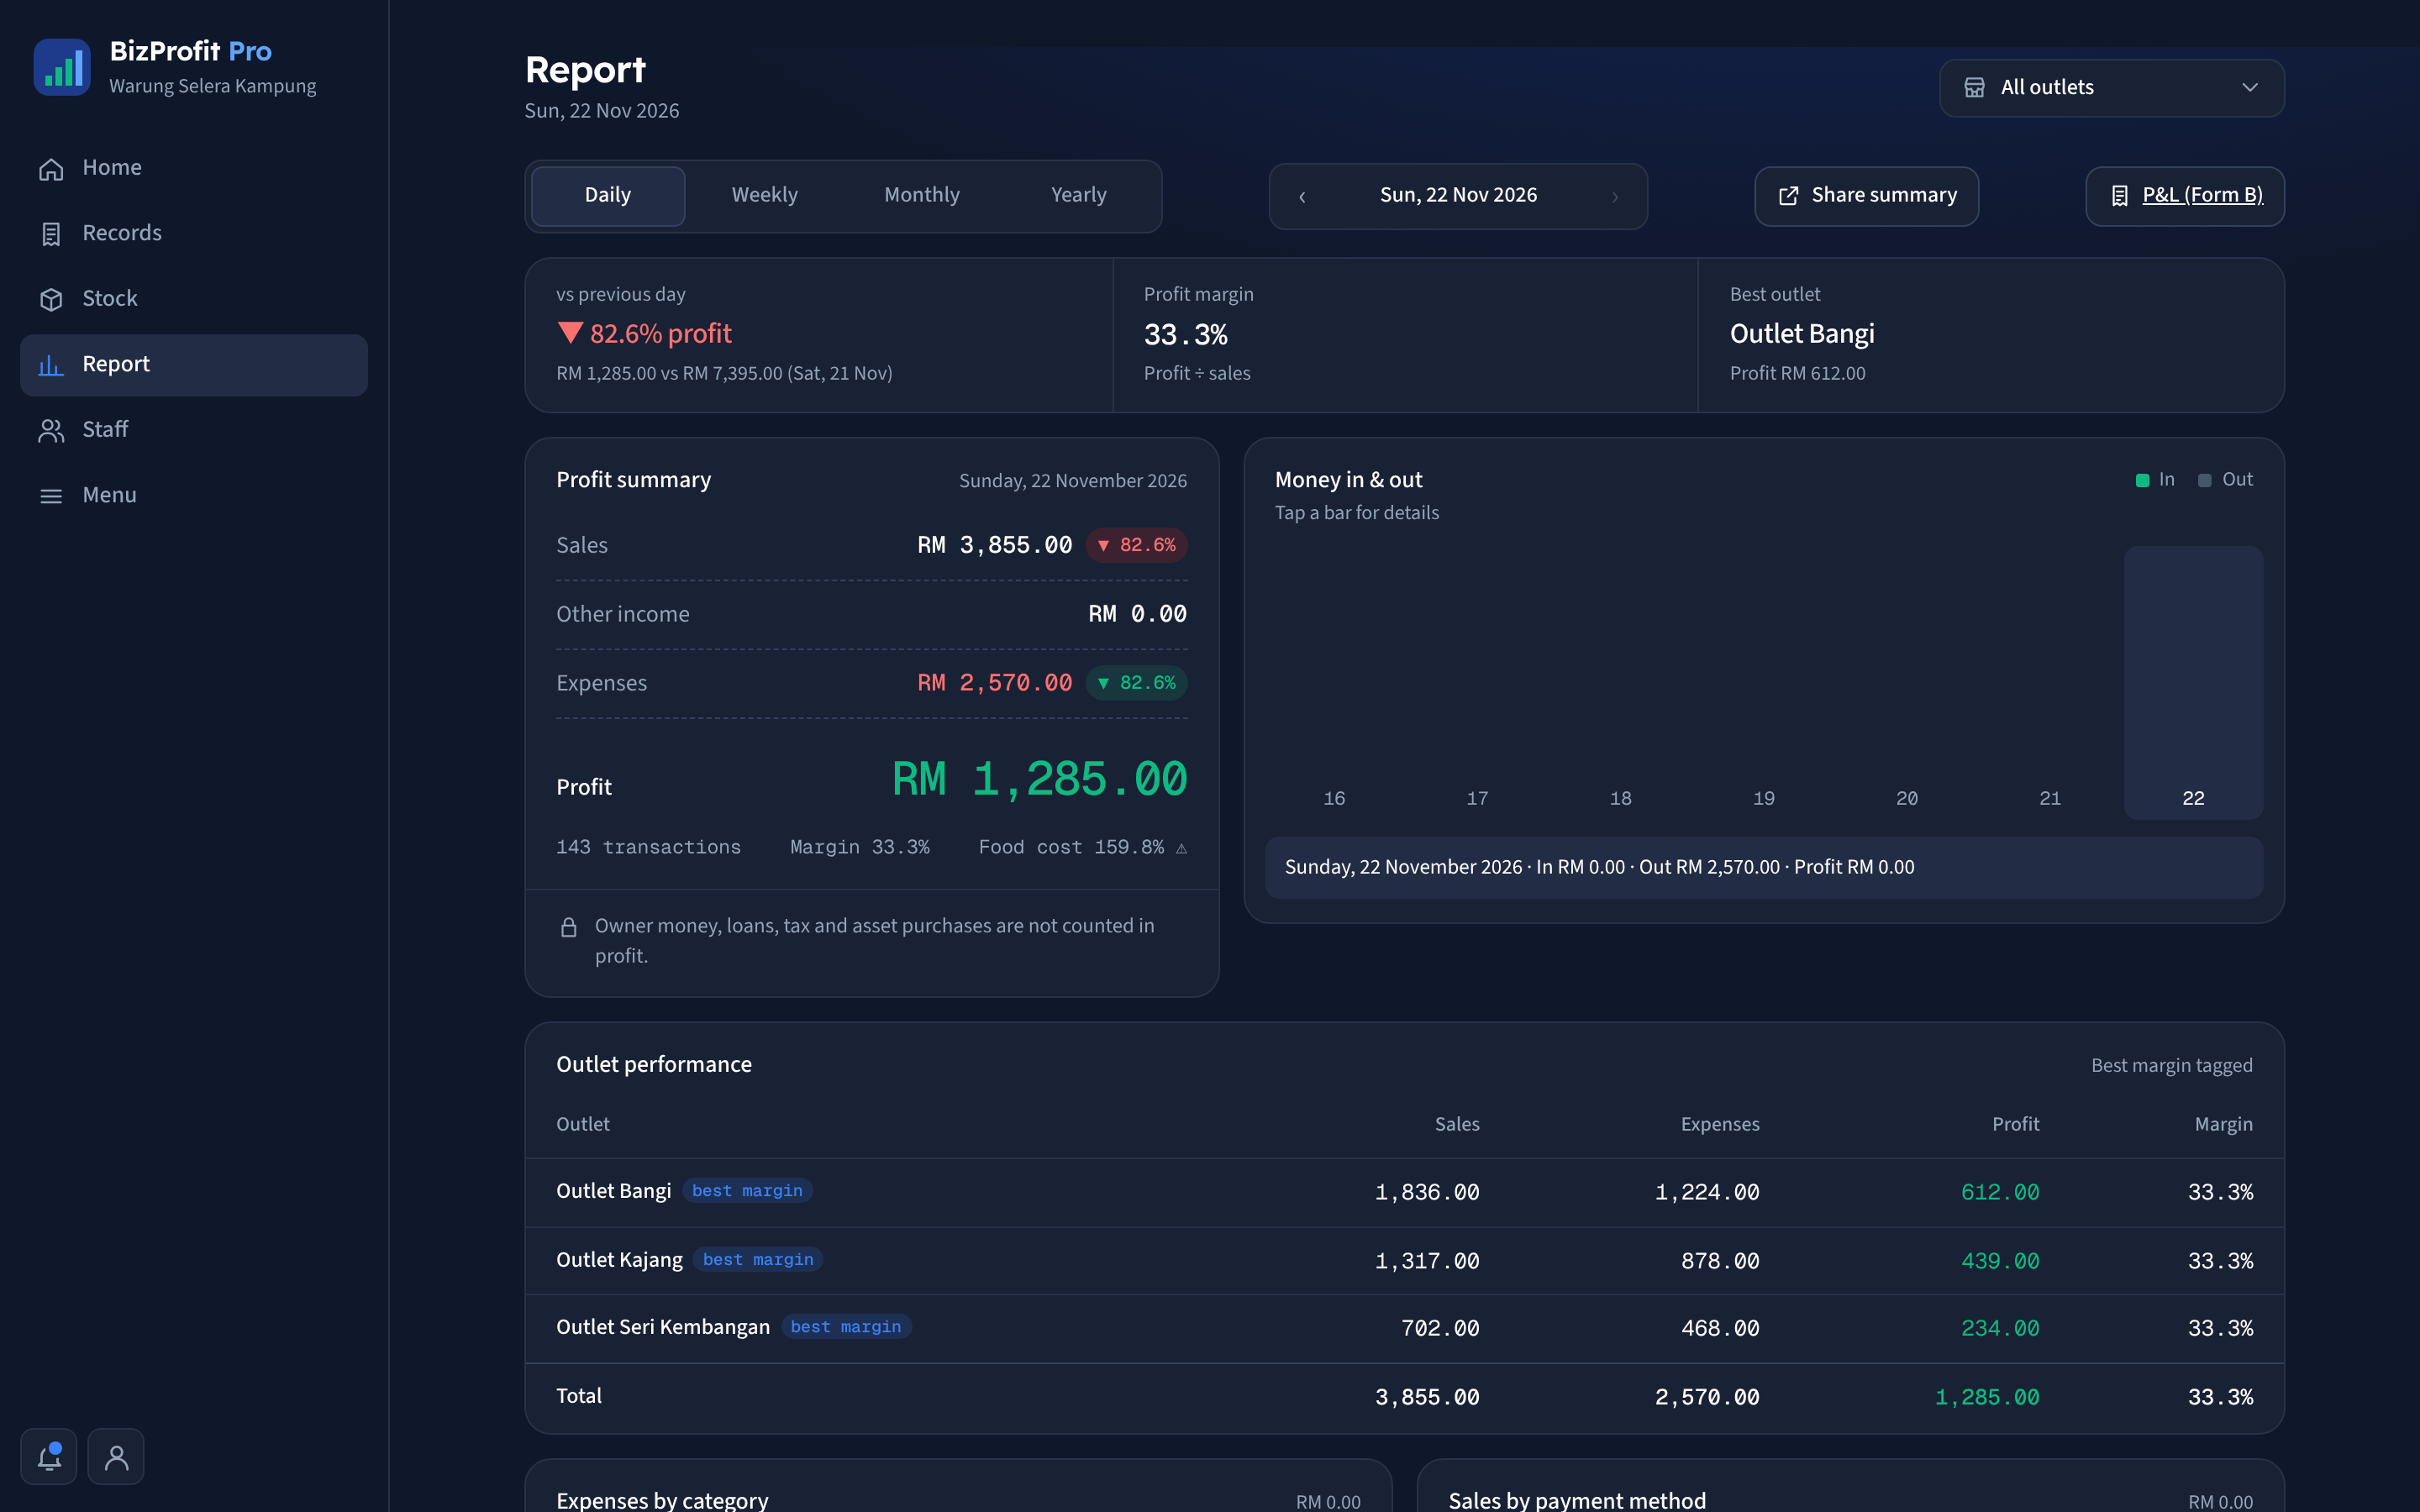 BizProfit Pro
Warung Selera Kampung
Home
Records
Stock
Report
Staff
Menu
Report
Sun, 22 Nov 2026
All outlets
Daily
Weekly
Monthly
Yearly
‹ Sun, 22 Nov 2026 ›
Share summary
P&L (Form B)
vs previous day
▼ 82.6% profit
RM 1,285.00 vs RM 7,395.00 (Sat, 21 Nov)
Profit margin
33.3%
Profit ÷ sales
Best outlet
Outlet Bangi
Profit RM 612.00
Profit summary
Sunday, 22 November 2026
Sales RM 3,855.00 ▼ 82.6%
Other income RM 0.00
Expenses RM 2,570.00 ▼ 82.6%
Profit RM 1,285.00
143 transactions Margin 33.3% Food cost 159.8% ⚠
Owner money, loans, tax and asset purchases are not counted in
profit.
Money in & out
In Out
Tap a bar for details
16 17 18 19 20 21 22
Sunday, 22 November 2026 · In RM 0.00 · Out RM 2,570.00 · Profit RM 0.00
Outlet performance
Best margin tagged
Outlet Sales Expenses Profit Margin
Outlet Bangi best margin 1,836.00 1,224.00 612.00 33.3%
Outlet Kajang best margin 1,317.00 878.00 439.00 33.3%
Outlet Seri Kembangan best margin 702.00 468.00 234.00 33.3%
Total 3,855.00 2,570.00 1,285.00 33.3%
Expenses by category RM 0.00
Sales by payment method RM 0.00